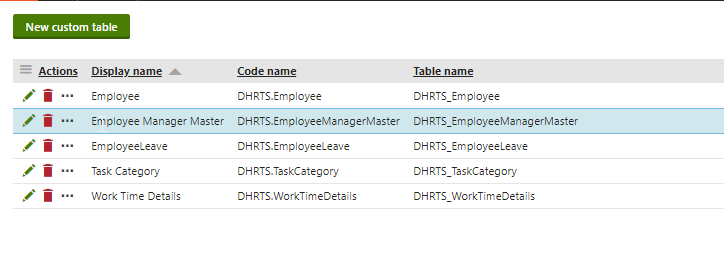 New custom table
Actions Display name Code name Table name
Employee DHRTS.Employee DHRTS_Employee
Employee Manager Master DHRTS.EmployeeManagerMaster DHRTS_EmployeeManagerMaster
EmployeeLeave DHRTS.EmployeeLeave DHRTS_EmployeeLeave
Task Category DHRTS.TaskCategory DHRTS_TaskCategory
Work Time Details DHRTS.WorkTimeDetails DHRTS_WorkTimeDetails